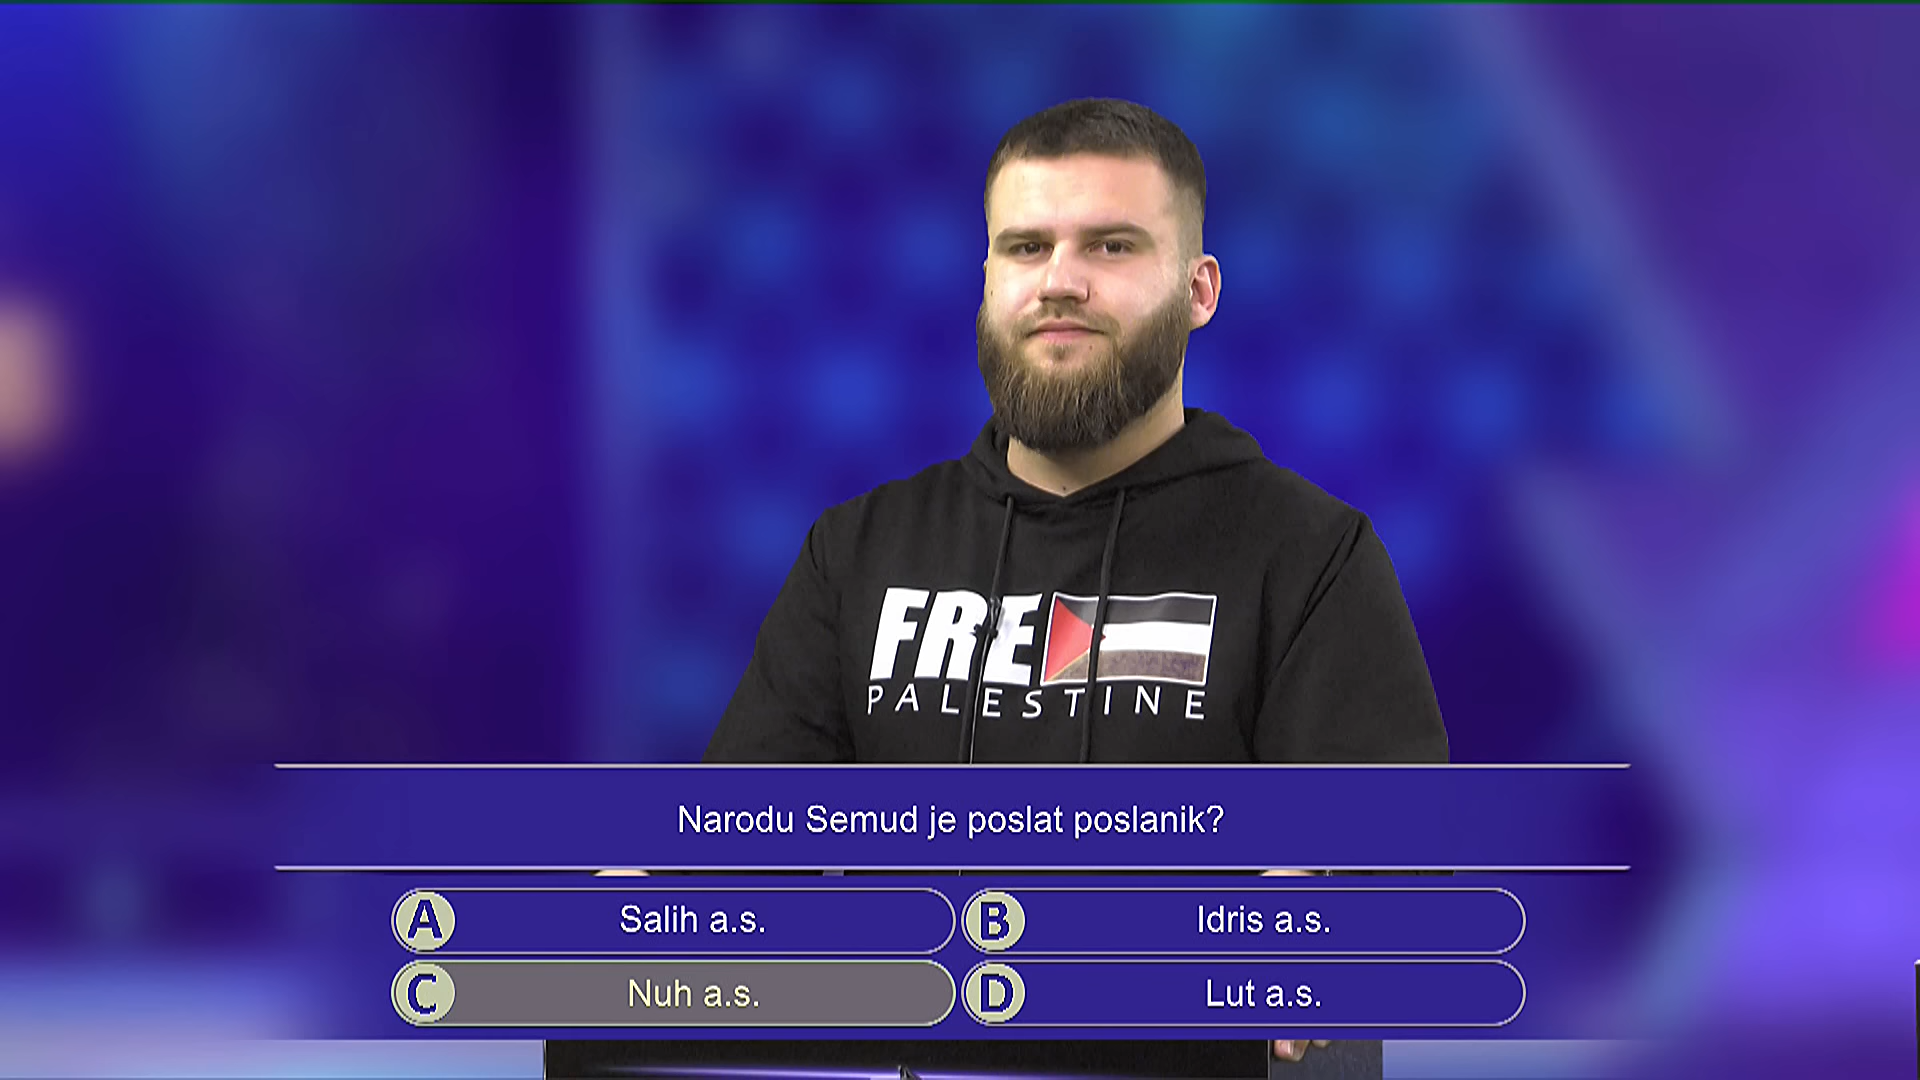 FREE
PALESTINE
Narodu Semud je poslat poslanik?
A Salih a.s.
B Idris a.s.
C Nuh a.s.
D Lut a.s.